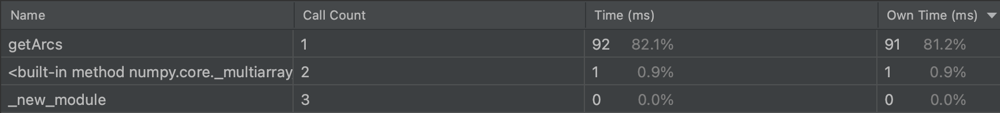 Name Call Count Time (ms) Own Time (ms)
getArcs 1 92 82.1% 91 81.2%
<built-in method numpy.core._multiarray 2 1 0.9% 1 0.9%
_new_module 3 0 0.0% 0 0.0%